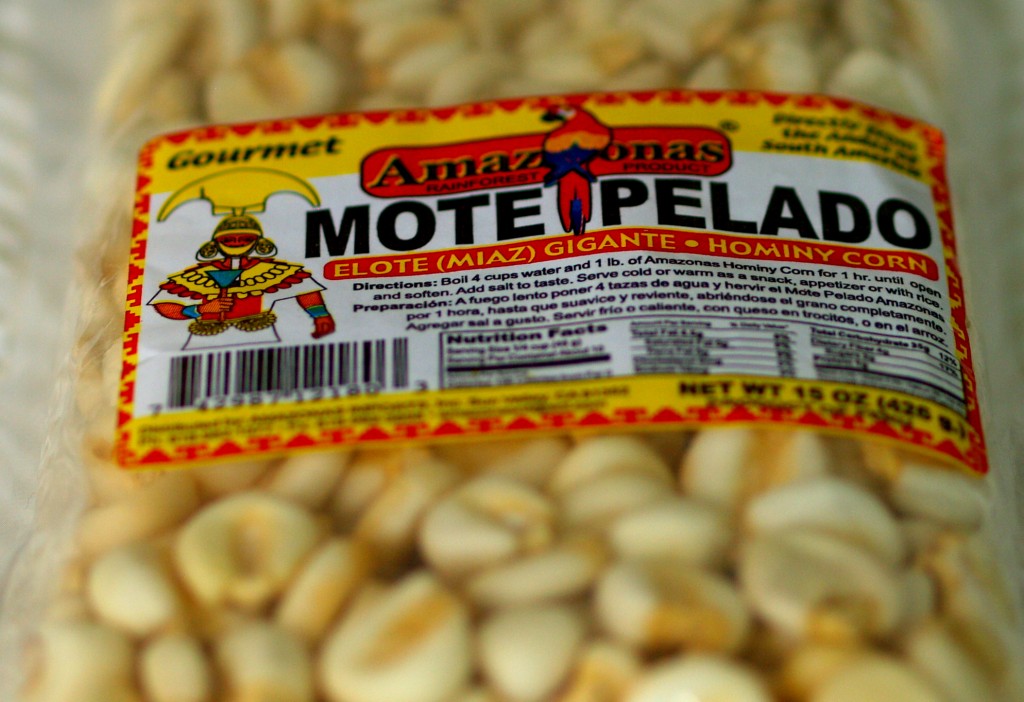 Gourmet
Amazonas
RAINFOREST PRODUCT
the Andes of
South America
MOTE PELADO
ELOTE (MIAZ) GIGANTE • HOMINY CORN
Directions: Boil 4 cups water and 1 lb. of Amazonas Hominy Corn for 1 hr. until open
and soften. Add salt to taste. Serve cold or warm as a snack, appetizer or with rice.
Preparación: A fuego lento poner 4 tazas de agua y hervir el Mote Pelado Amazonas
por 1 hora, hasta que suavice y reviente, abriéndose el grano completamente.
Agregar sal a gusto. Servir frio o caliente, con queso en trocitos, o en el arroz.
Nutrition Facts
NET WT 15 OZ (425 g.)